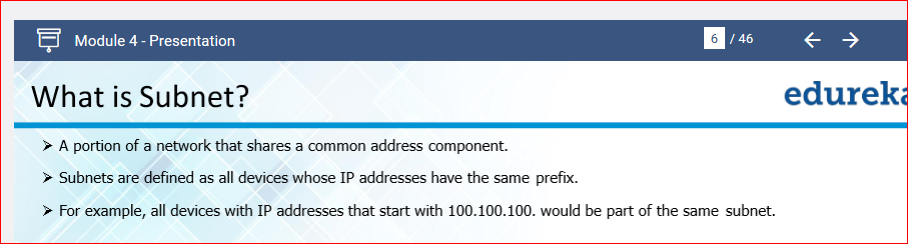 Module 4 - Presentation
6 / 46
What is Subnet?
edureka
➤ A portion of a network that shares a common address component.
➤ Subnets are defined as all devices whose IP addresses have the same prefix.
➤ For example, all devices with IP addresses that start with 100.100.100. would be part of the same subnet.